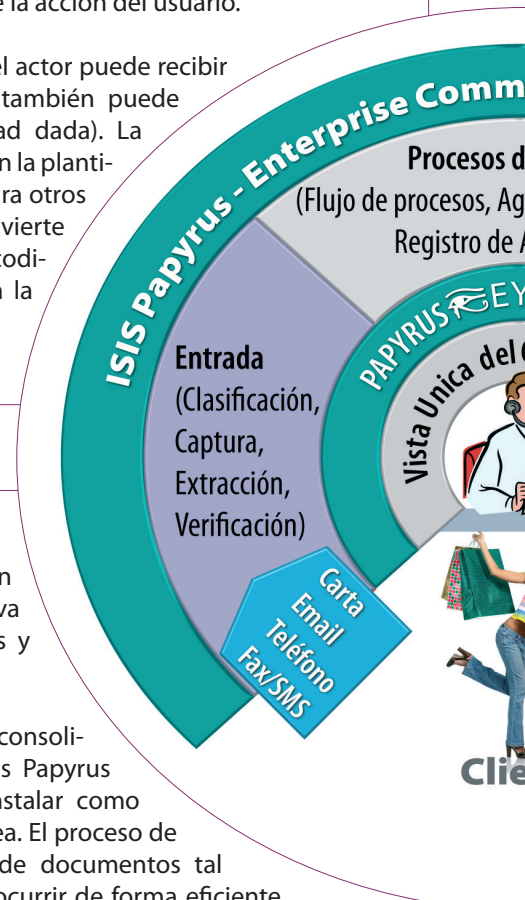 de la acción del usuario.
el actor puede recibir
también puede
ad dada). La
n la planti-
ra otros
vierte
codi-
la
n
va
s y
consoli-
s Papyrus
nstalar como
ea. El proceso de
de documentos tal
ocurrir de forma eficiente
ISIS Papyrus - Enterprise Comm
Procesos d
(Flujo de procesos, Ag
Registro de A
PAPYRUS EY
Vista Unica del C
Entrada
(Clasificación,
Captura,
Extracción,
Verificación)
Carta
Email
Teléfono
Fax/SMS
Clie